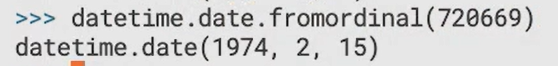 >>> datetime.date.fromordinal(720669)
datetime.date(1974, 2, 15)